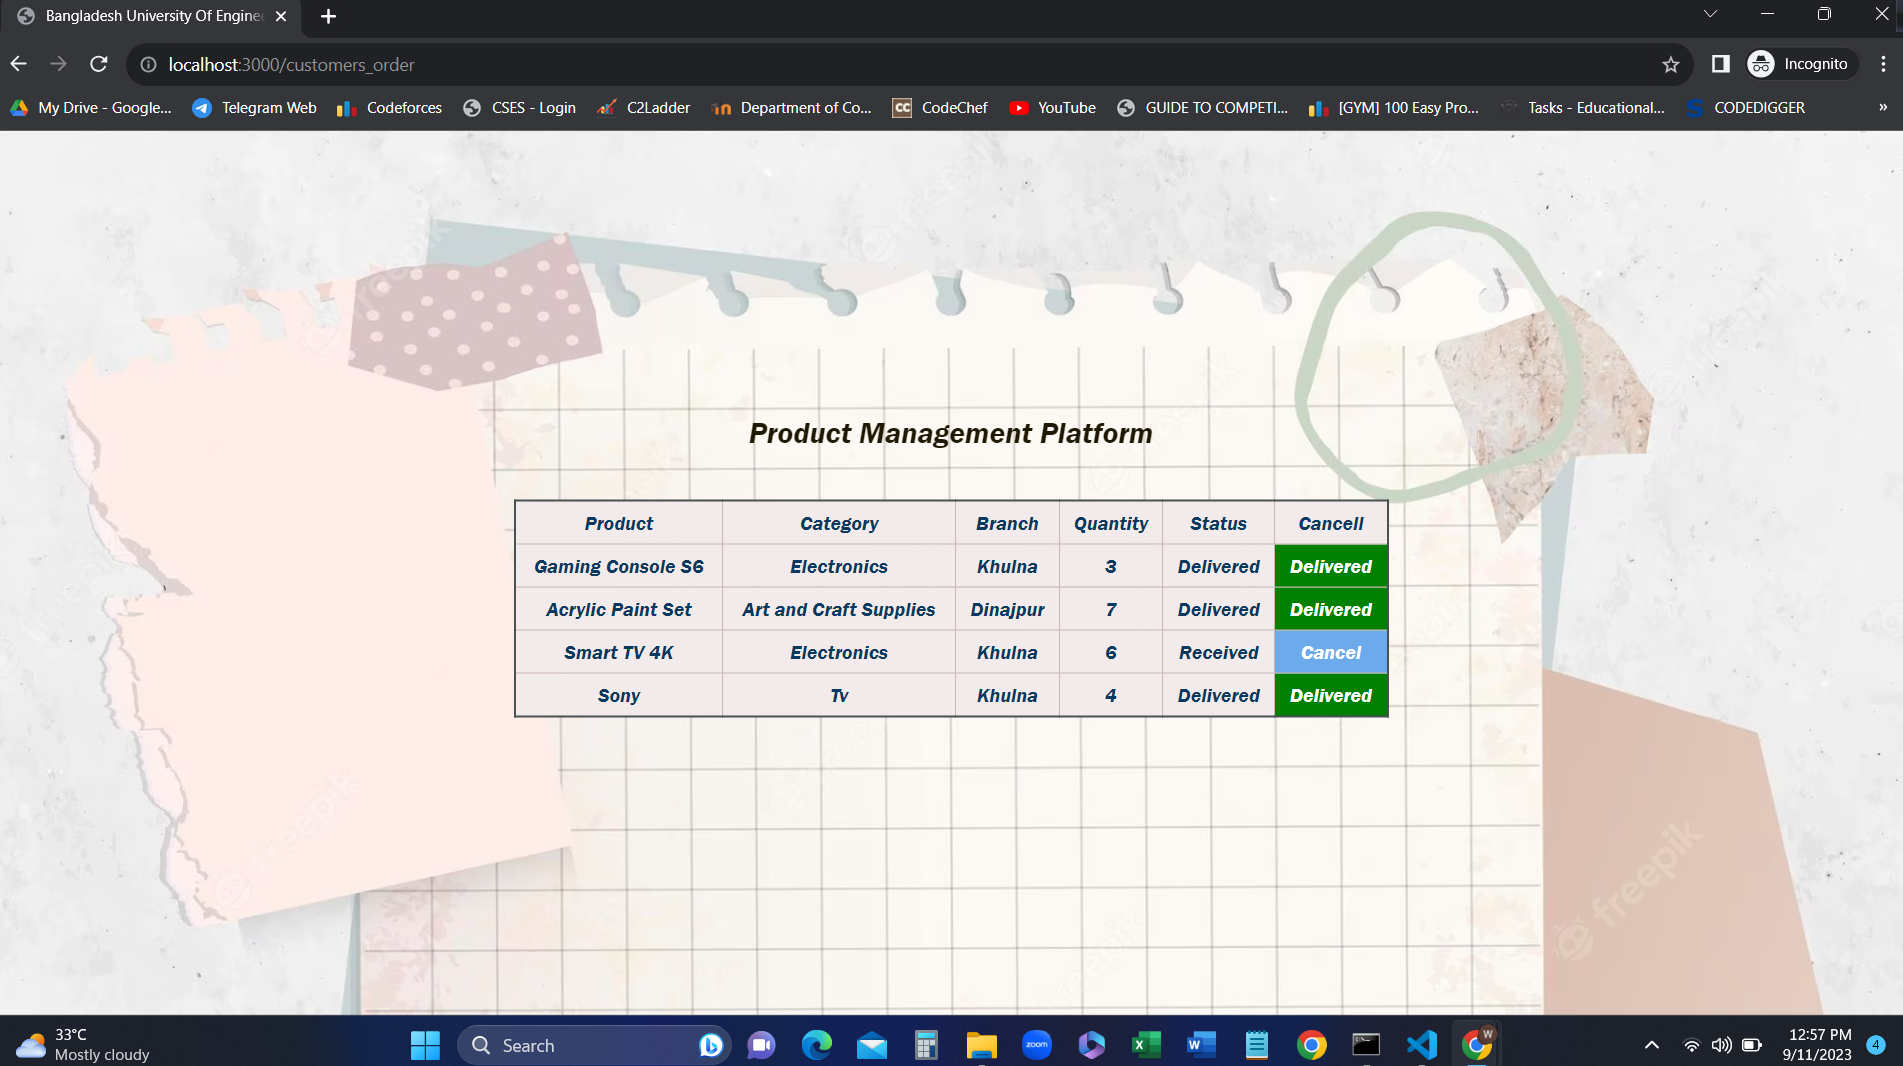 Bangladesh University Of Engine
localhost:3000/customers_order
Incognito
My Drive - Google...
Telegram Web
Codeforces
CSES - Login
C2Ladder
Department of Co...
CodeChef
YouTube
GUIDE TO COMPETI...
[GYM] 100 Easy Pro...
Tasks - Educational...
CODEDIGGER
»
Product Management Platform
Product Category Branch Quantity Status Cancell
Gaming Console S6 Electronics Khulna 3 Delivered Delivered
Acrylic Paint Set Art and Craft Supplies Dinajpur 7 Delivered Delivered
Smart TV 4K Electronics Khulna 6 Received Cancel
Sony Tv Khulna 4 Delivered Delivered
freepik
33°C
Mostly cloudy
Search
zoom
W
12:57 PM
9/11/2023
4